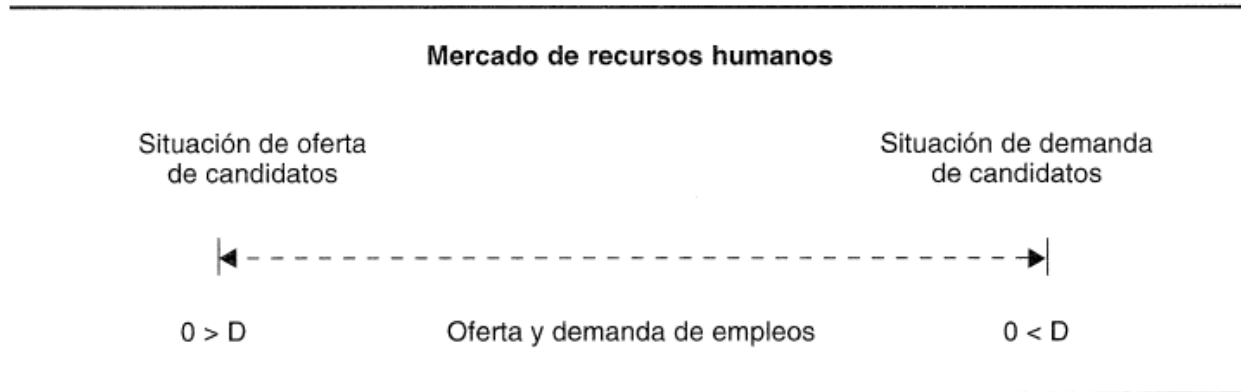 Mercado de recursos humanos
Situación de oferta
de candidatos
Situación de demanda
de candidatos
0 > D
Oferta y demanda de empleos
0 < D